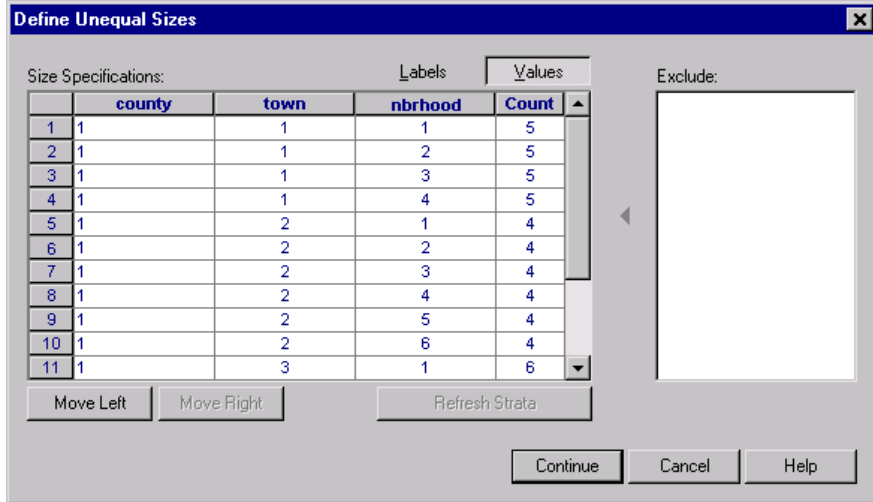 Define Unequal Sizes
Size Specifications: Labels Values Exclude:
county town nbrhood Count
1 1 1 1 5
2 1 1 2 5
3 1 1 3 5
4 1 1 4 5
5 1 2 1 4
6 1 2 2 4
7 1 2 3 4
8 1 2 4 4
9 1 2 5 4
10 1 2 6 4
11 1 3 1 6
Move Left Move Right Refresh Strata
Continue Cancel Help